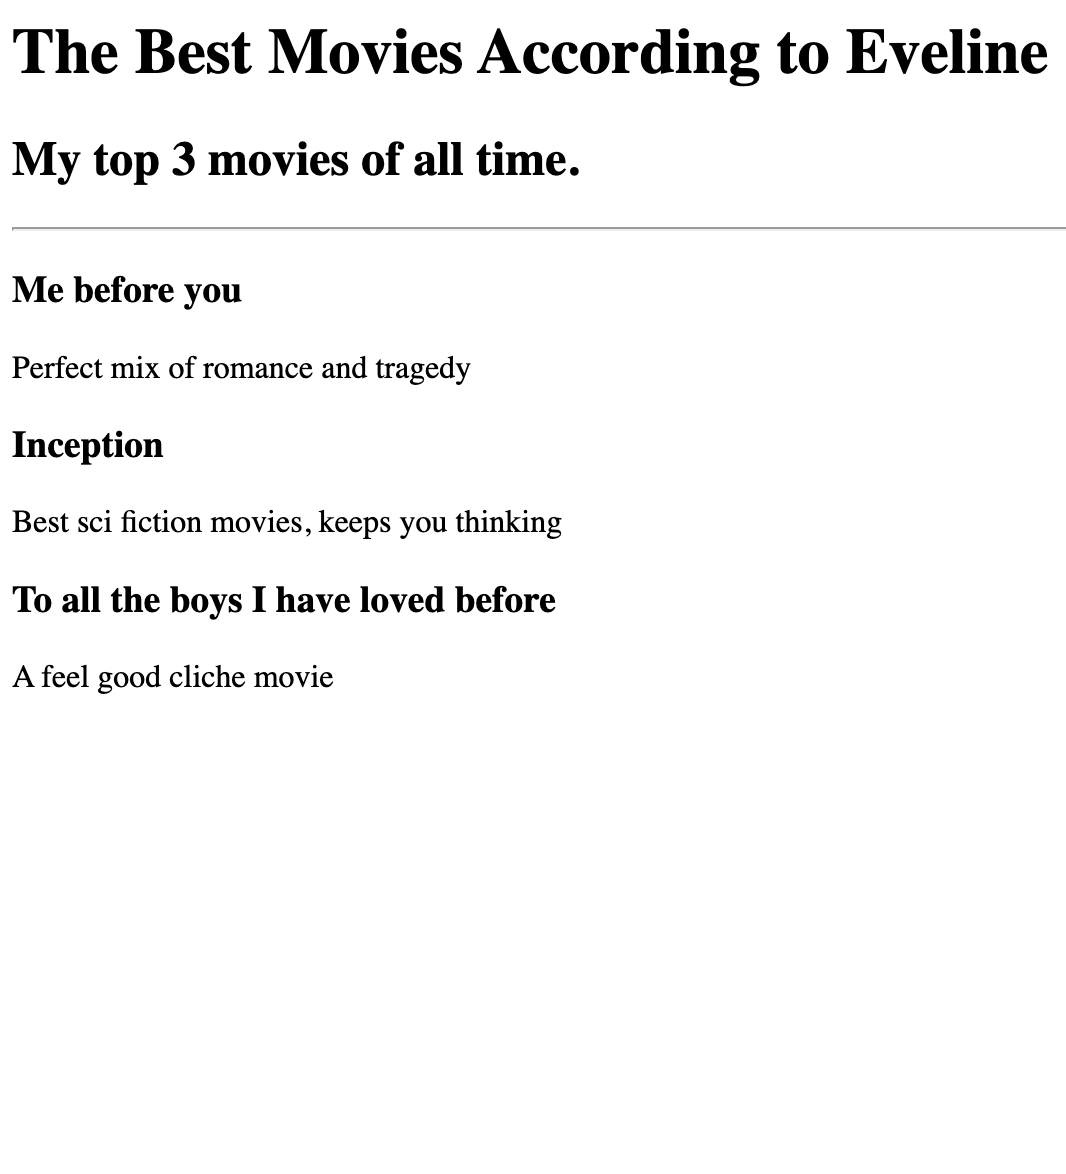 The Best Movies According to Eveline
My top 3 movies of all time.
Me before you
Perfect mix of romance and tragedy
Inception
Best sci fiction movies, keeps you thinking
To all the boys I have loved before
A feel good cliche movie